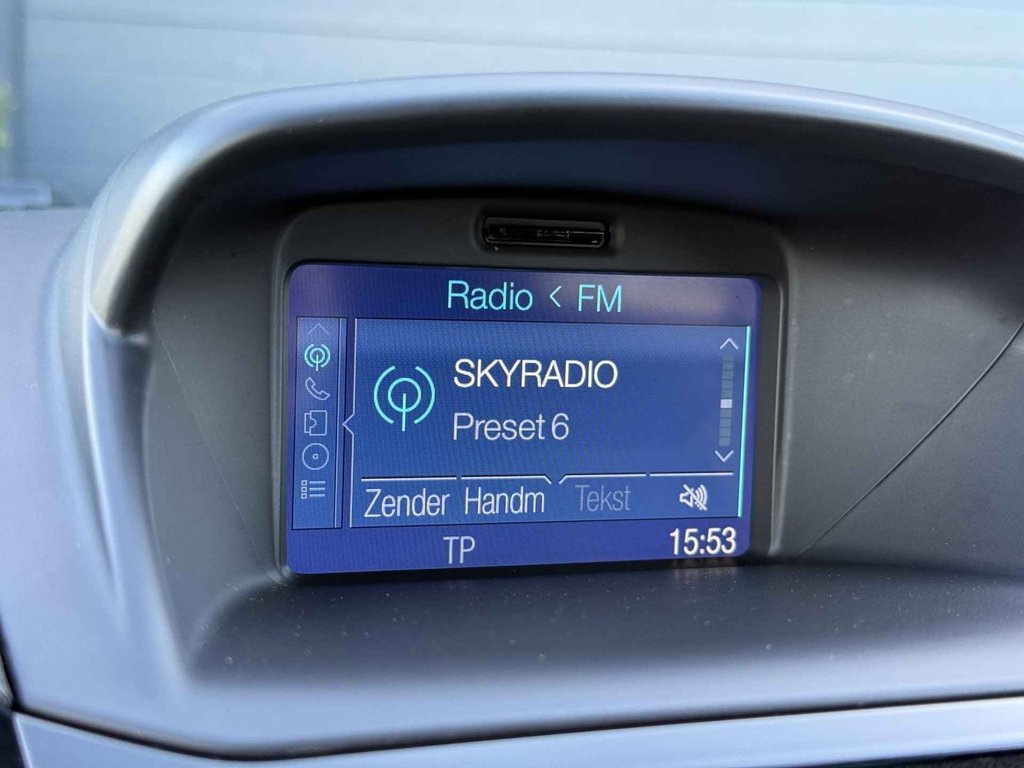 Radio < FM
SKYRADIO
Preset 6
Zender Handm Tekst
TP 15:53